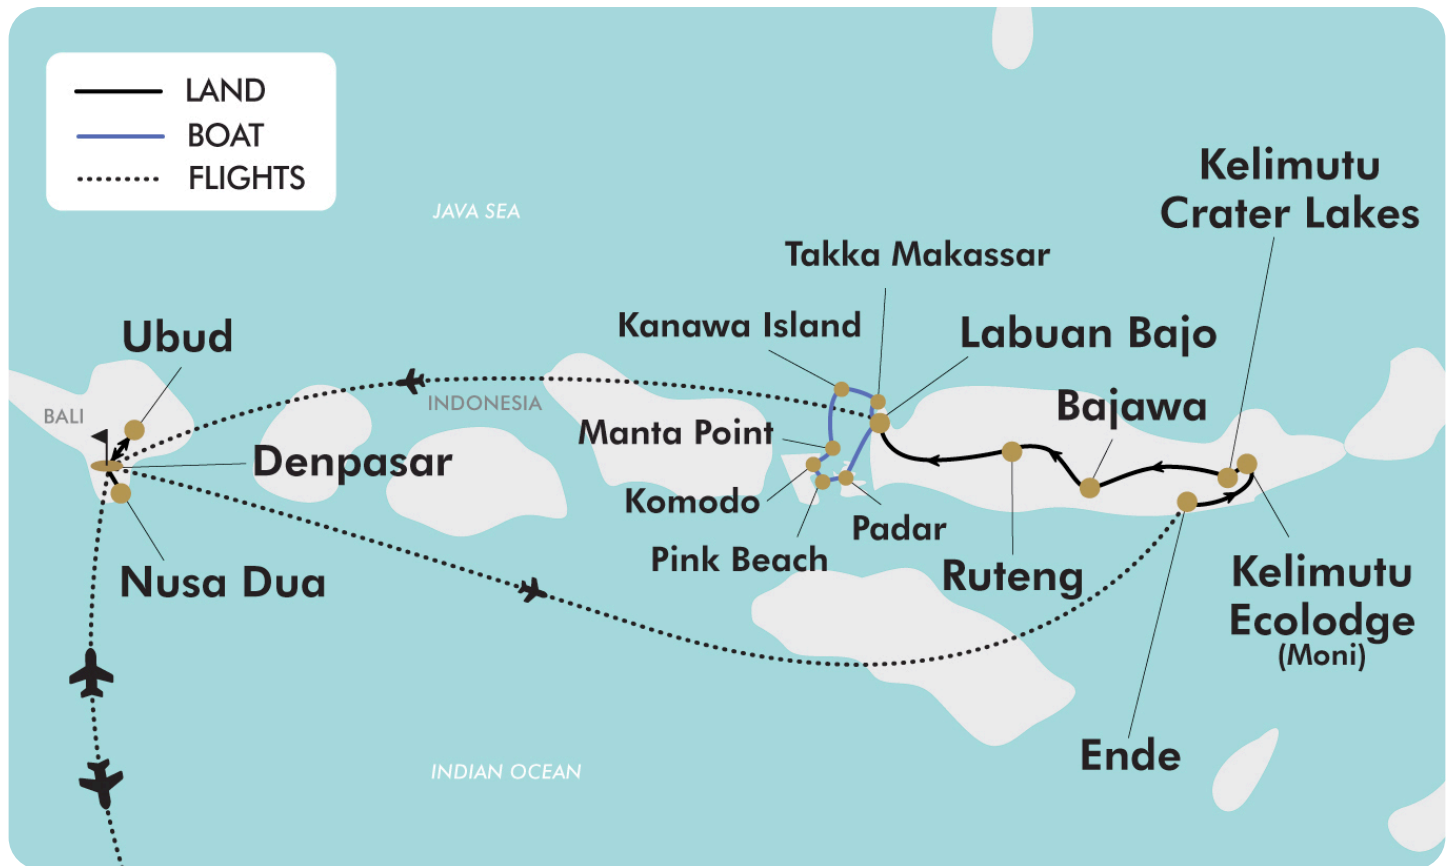 LAND
BOAT
FLIGHTS
JAVA SEA
Kelimutu
Crater Lakes
Takka Makassar
Kanawa Island
Labuan Bajo
Ubud
BALI
INDONESIA
Bajawa
Manta Point
Denpasar
Komodo
Padar
Pink Beach
Ruteng
Nusa Dua
Kelimutu
Ecolodge
(Moni)
Ende
INDIAN OCEAN